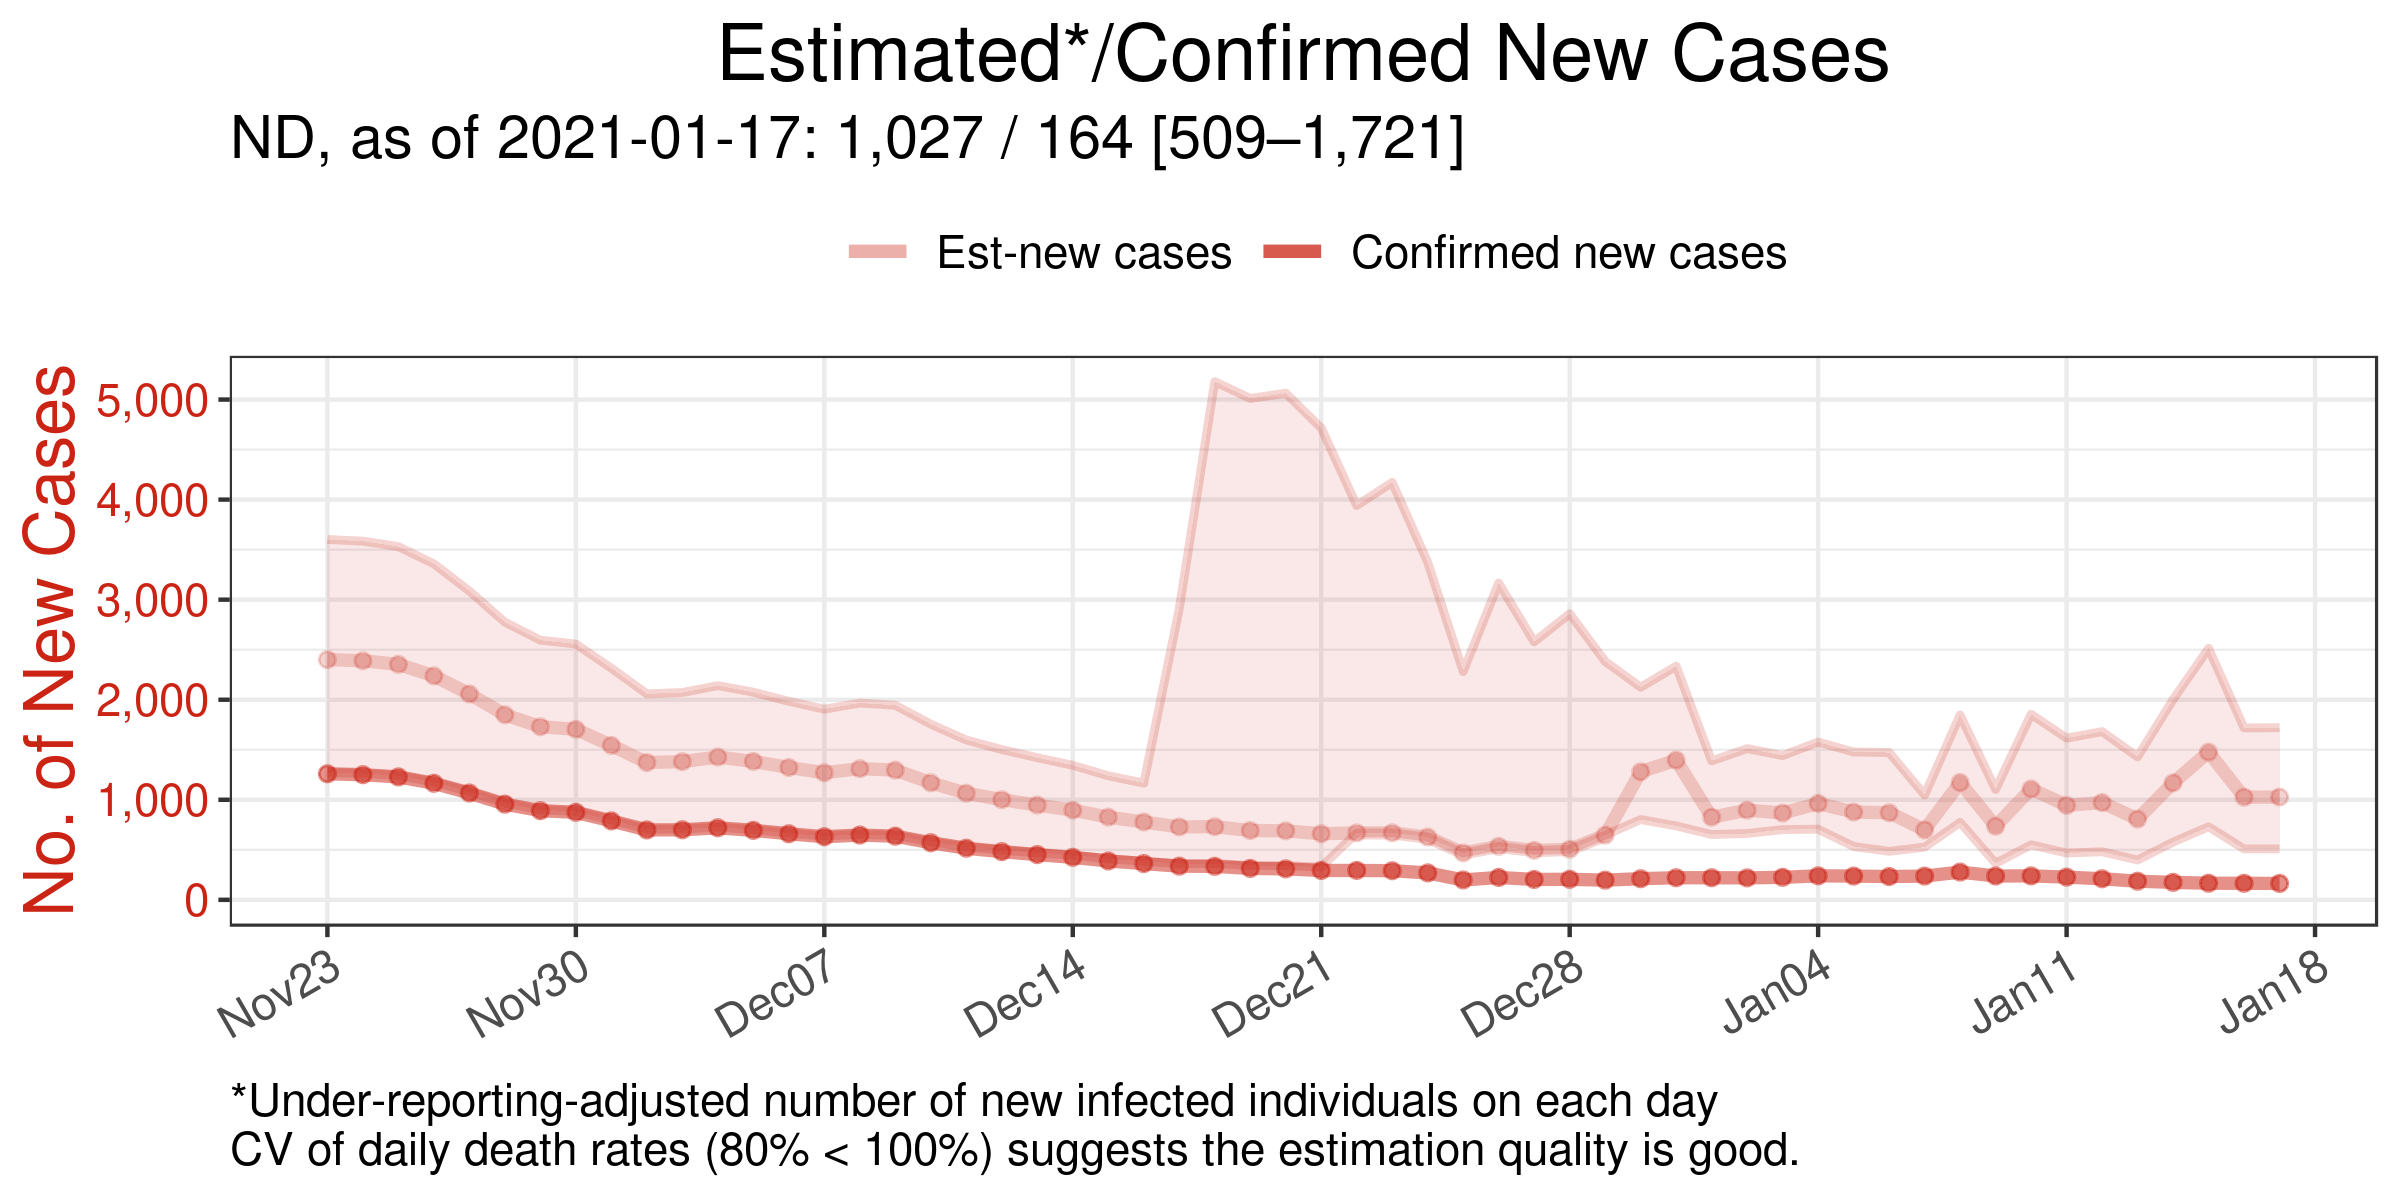 Estimated*/Confirmed New Cases
ND, as of 2021-01-17: 1,027 / 164 [509–1,721]
Est-new cases
Confirmed new cases
No. of New Cases
5,000
4,000
3,000
2,000
1,000
0
Nov23
Nov30
Dec07
Dec14
Dec21
Dec28
Jan04
Jan11
Jan18
*Under-reporting-adjusted number of new infected individuals on each day
CV of daily death rates (80% < 100%) suggests the estimation quality is good.